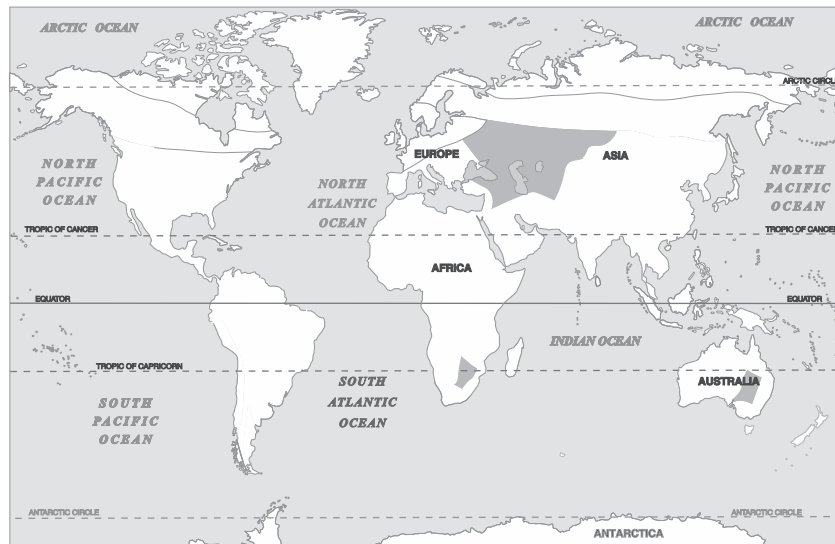 ARCTIC OCEAN
ARCTIC OCEAN
ARCTIC CIRCLE
EUROPE
ASIA
NORTH
PACIFIC
OCEAN
NORTH
ATLANTIC
OCEAN
NORTH
PACIFIC
OCEAN
TROPIC OF CANCER
TROPIC OF CANCER
AFRICA
EQUATOR
EQUATOR
INDIAN OCEAN
TROPIC OF CAPRICORN
SOUTH
ATLANTIC
OCEAN
AUSTRALIA
SOUTH
PACIFIC
OCEAN
ANTARCTIC CIRCLE
ANTARCTIC CIRCLE
ANTARCTICA